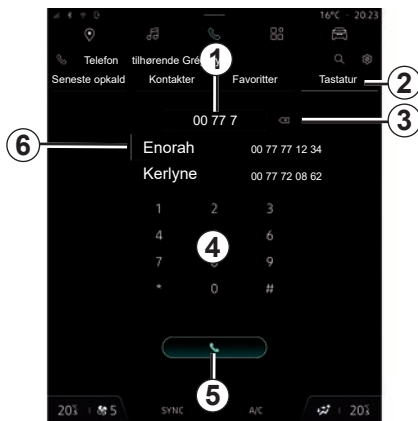 16°C · 20:23
Telefon tilhørende
Seneste opkald Kontakter Favoritter Tastatur
1
2
00 77 7
3
6
Enorah 00 77 77 12 34
Kerlyne 00 77 72 08 62
1 2 3
4 6
7 9
4
* 0 #
5
20 5 SYNC A/C 20